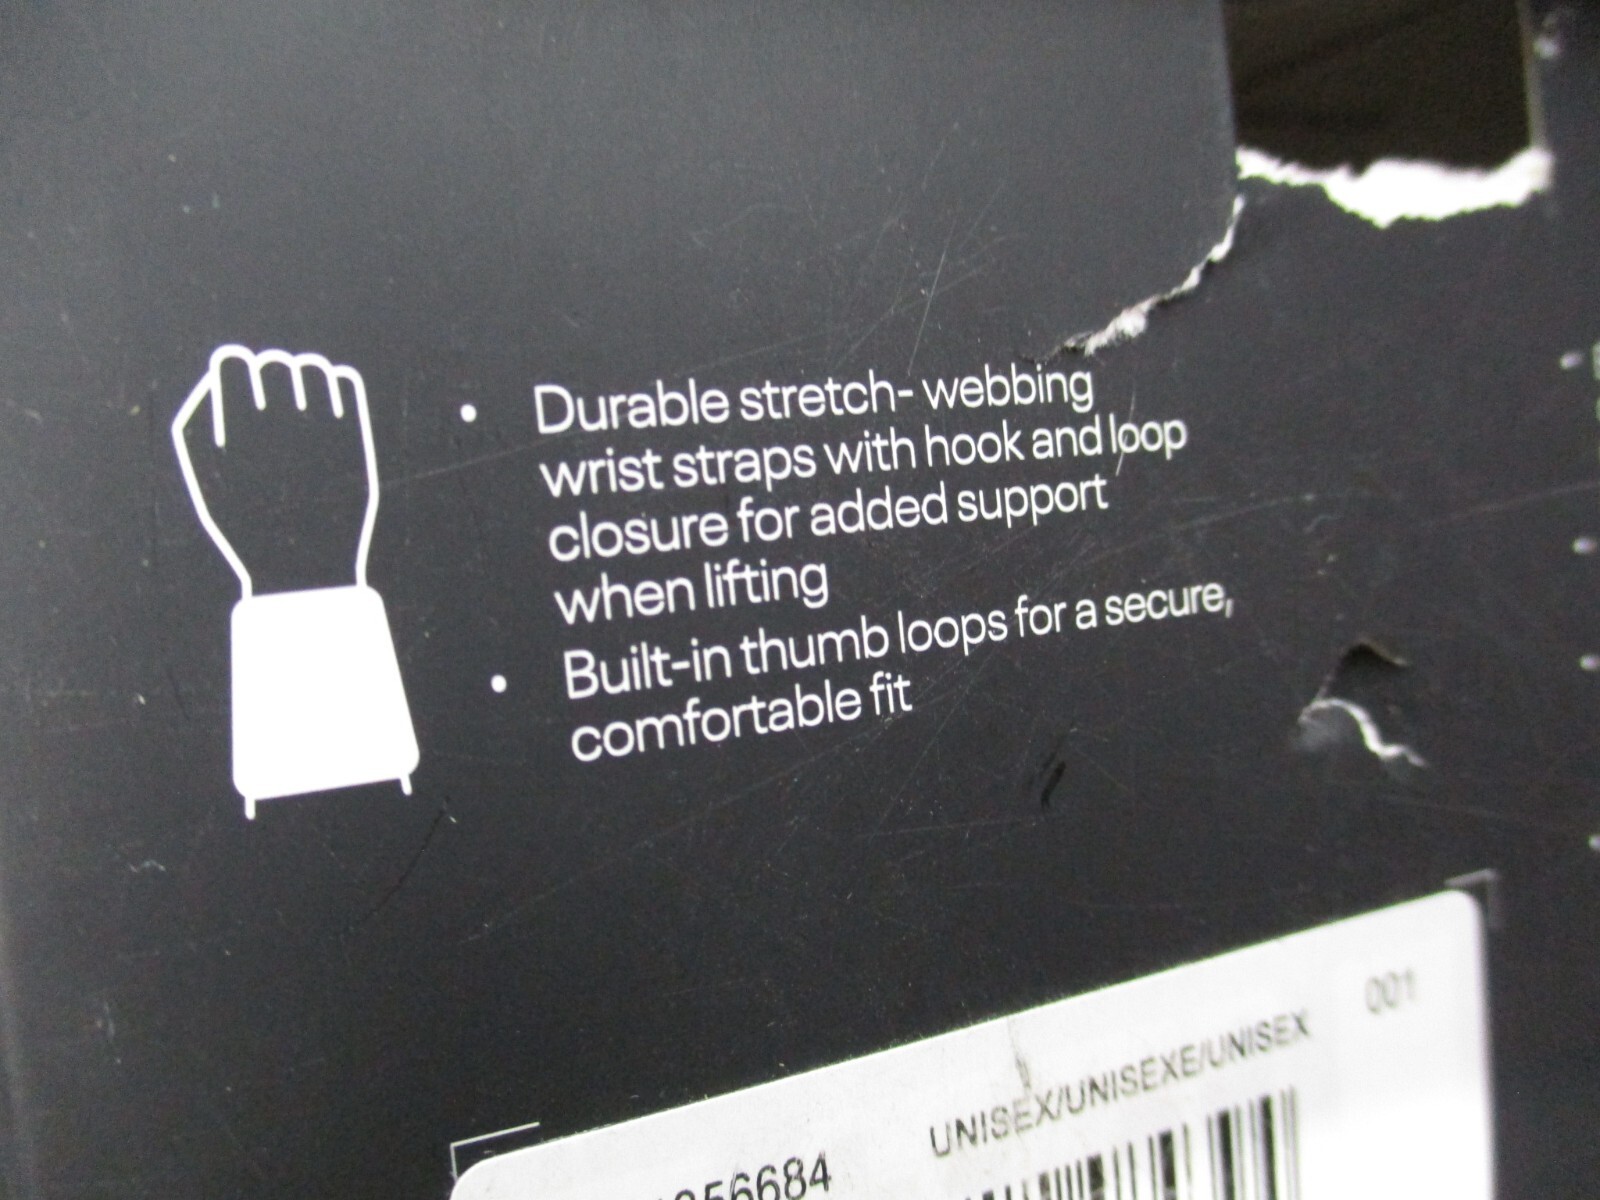 • Durable stretch- webbing
wrist straps with hook and loop
closure for added support
when lifting
• Built-in thumb loops for a secure,
comfortable fit
001
UNISEX/UNISEXE/UNISEX